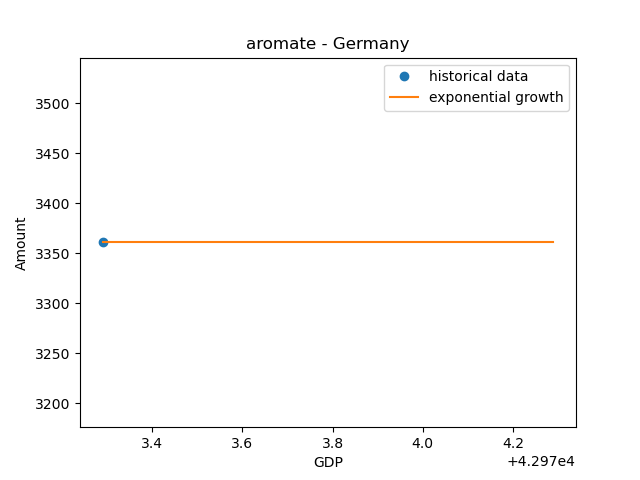 aromate - Germany
historical data
exponential growth
3500
3450
3400
3350
3300
3250
3200
Amount
3.4
3.6
3.8
4.0
4.2
GDP
+4.297e4